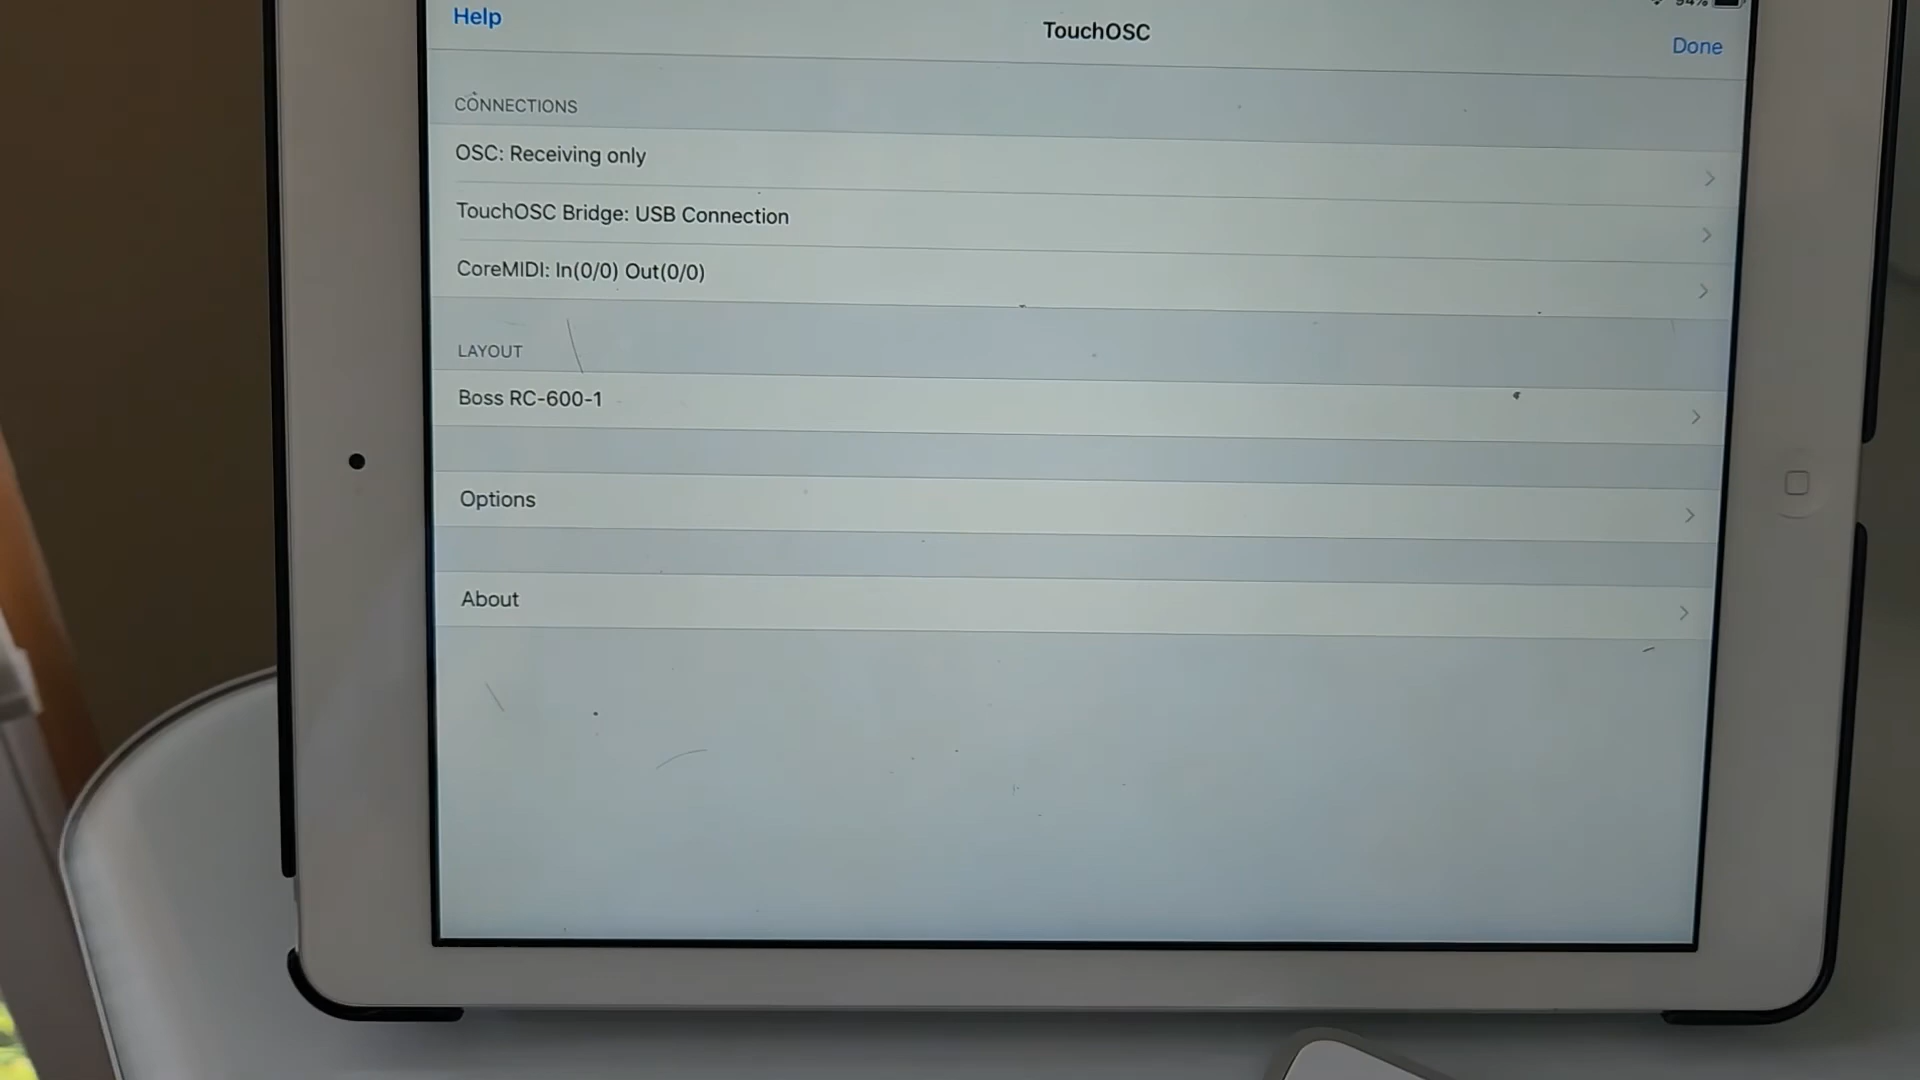 94%
Help
TouchOSC
Done
CONNECTIONS
OSC: Receiving only
TouchOSC Bridge: USB Connection
CoreMIDI: In(0/0) Out(0/0)
LAYOUT
Boss RC-600-1
Options
About